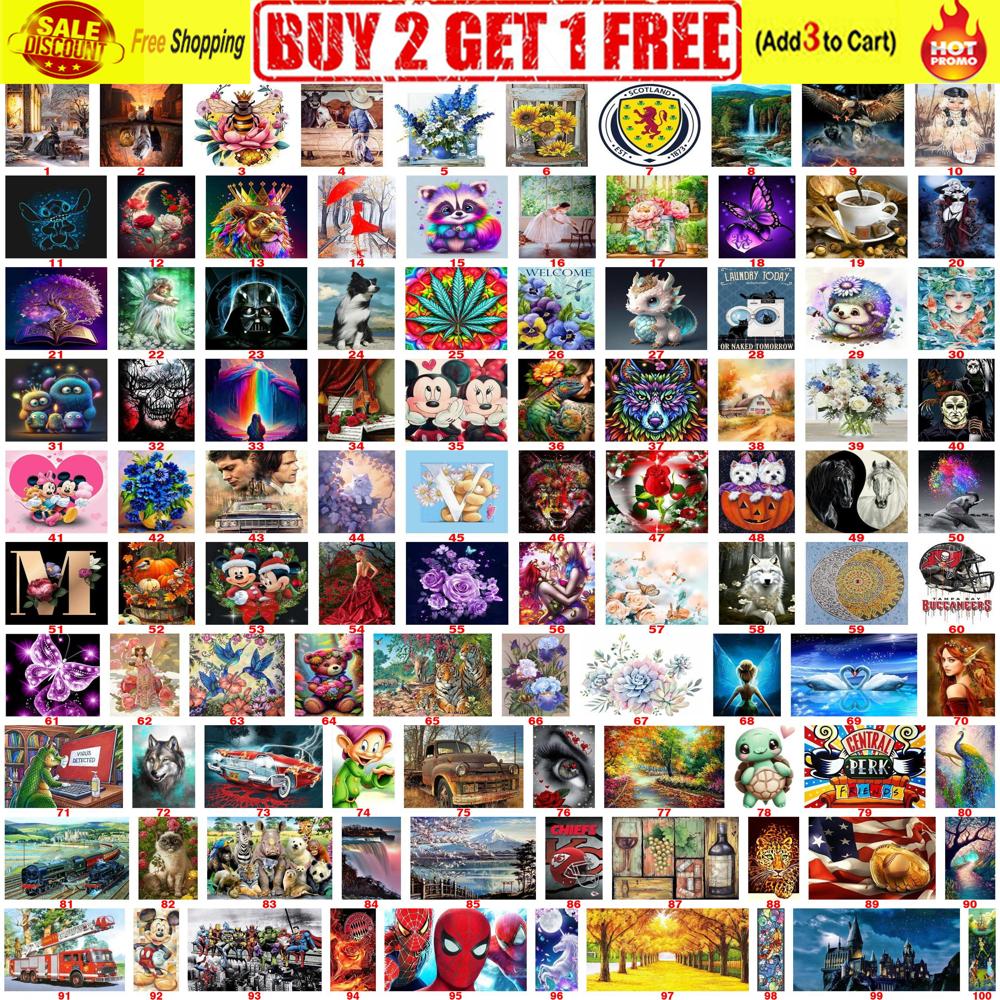 SALE
DISCOUNT
Free Shopping
BUY 2 GET 1 FREE
(Add 3 to Cart)
HOT
PROMO
SCOTLAND
EST 1873
1 2 3 4 5 6 7 8 9 10
11 12 13 14 15 16 17 18 19 20
WELCOME
LAUNDRY TODAY
OR NAKED TOMORROW
21 22 23 24 25 26 27 28 29 30
31 32 33 34 35 36 37 38 39 40
V
41 42 43 44 45 46 47 48 49 50
M
TAMPA BAY
BUCCANEERS
51 52 53 54 55 56 57 58 59 60
61 62 63 64 65 66 67 68 69 70
VIRUS
DETECTED
CENTRAL
PERK
FRIENDS
71 72 73 74 75 76 77 78 89 80
CHIEFS
81 82 83 84 85 86 87 88 89 90
91 92 93 94 95 96 97 98 99 100